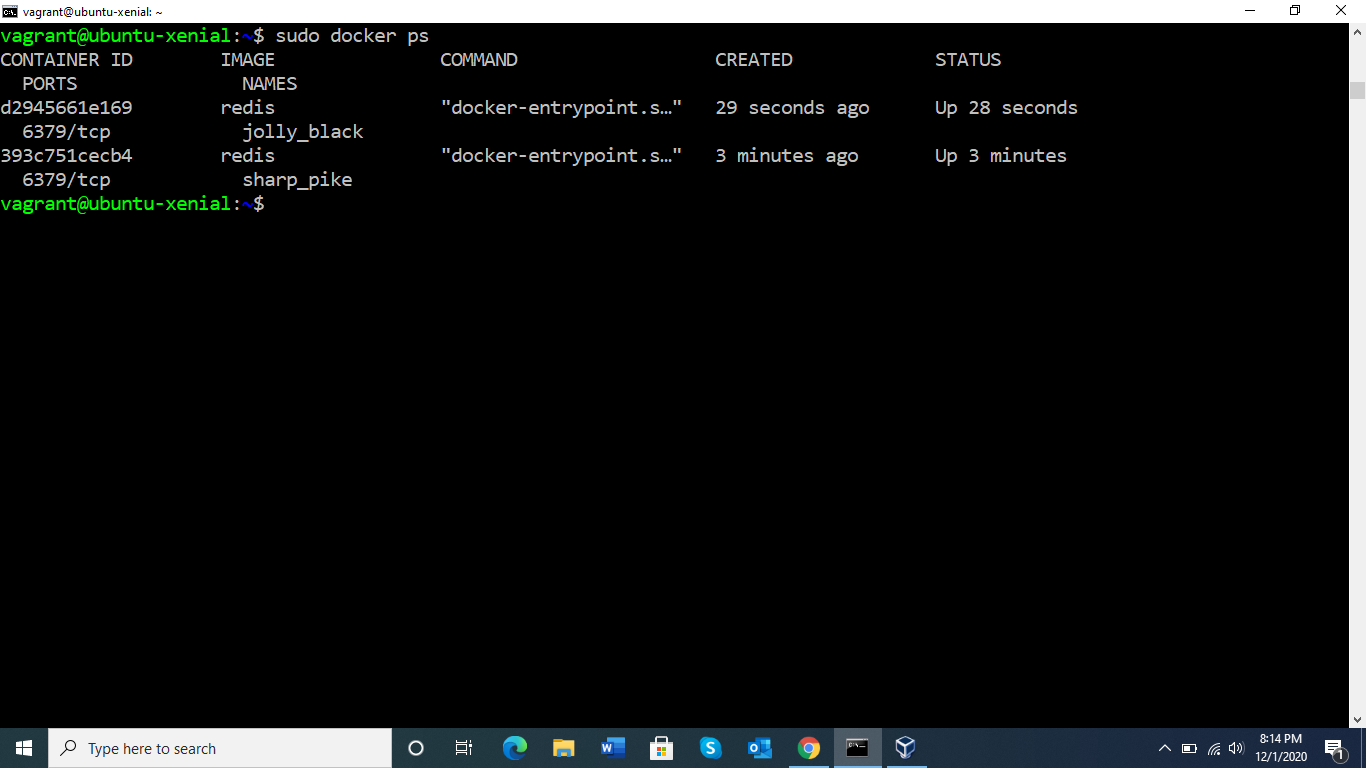 vagrant@ubuntu-xenial: ~
vagrant@ubuntu-xenial:~$ sudo docker ps
CONTAINER ID        IMAGE               COMMAND                  CREATED             STATUS
  PORTS               NAMES
d2945661e169        redis               "docker-entrypoint.s…"   29 seconds ago      Up 28 seconds
  6379/tcp            jolly_black
393c751cecb4        redis               "docker-entrypoint.s…"   3 minutes ago       Up 3 minutes
  6379/tcp            sharp_pike
vagrant@ubuntu-xenial:~$
Type here to search
8:14 PM
12/1/2020
1